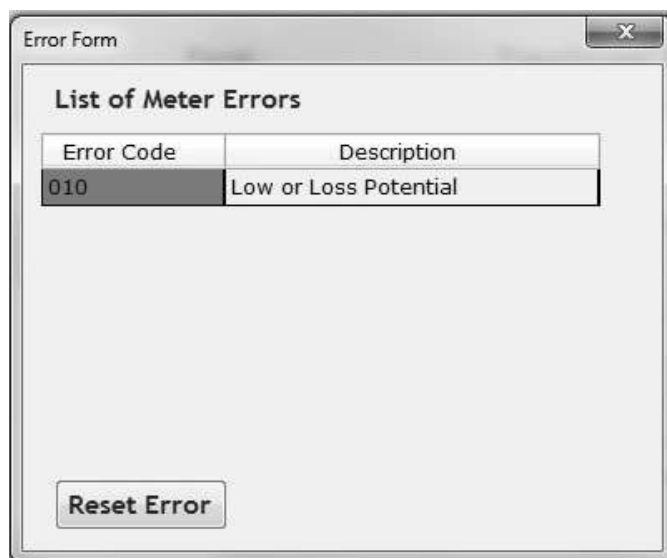 Error Form
X
List of Meter Errors
Error Code Description
010 Low or Loss Potential
Reset Error